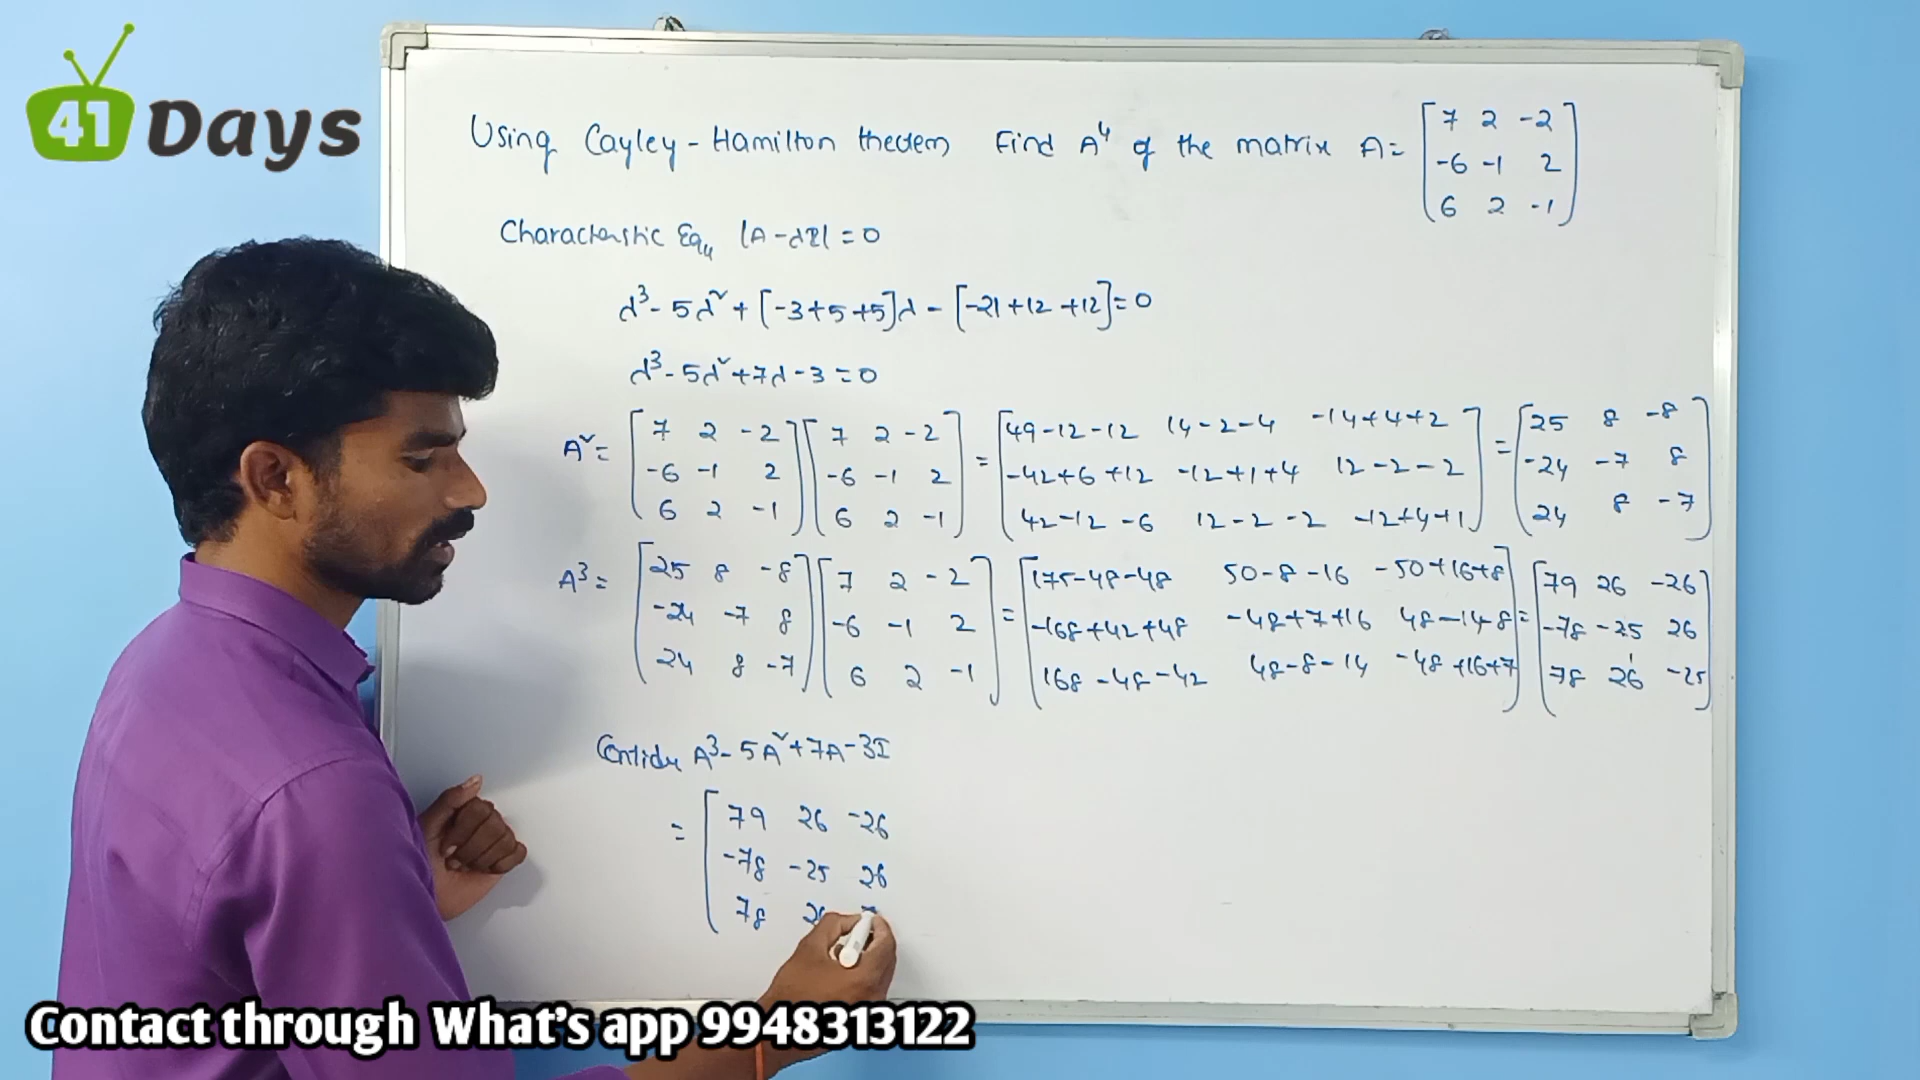 41 Days
Using Cayley-Hamilton theorem Find A⁴ of the matrix A= [7 2 -2
-6 -1 2
6 2 -1]
Characteristic Eqn |A-λI|=0
λ³-5λ²+[-3+5+5]λ-[-21+12+12]=0
λ³-5λ²+7λ-3=0
A²= [7 2 -2] [7 2 -2] = [49-12-12 14-2-4 -14+4+2] = [25 8 -8]
[-6 -1 2] [-6 -1 2] [-42+6+12 -12+1+4 12-2-2] [-24 -7 8]
[6 2 -1] [6 2 -1] [42-12-6 12-2-2 -12+4+1] [24 8 -7]
A³= [25 8 -8] [7 2 -2] = [175-48-48 50-8-16 -50+16+8] = [79 26 -26]
[-24 -7 8] [-6 -1 2] [-168+42+48 -48+7+16 48-14-8] [-78 -25 26]
[24 8 -7] [6 2 -1] [168-48-42 48-8-14 -48+16+7] [78 26 -25]
Consider A³-5A²+7A-3I
= [79 26 -26
-78 -25 26
78 26
Contact through What's app 9948313122